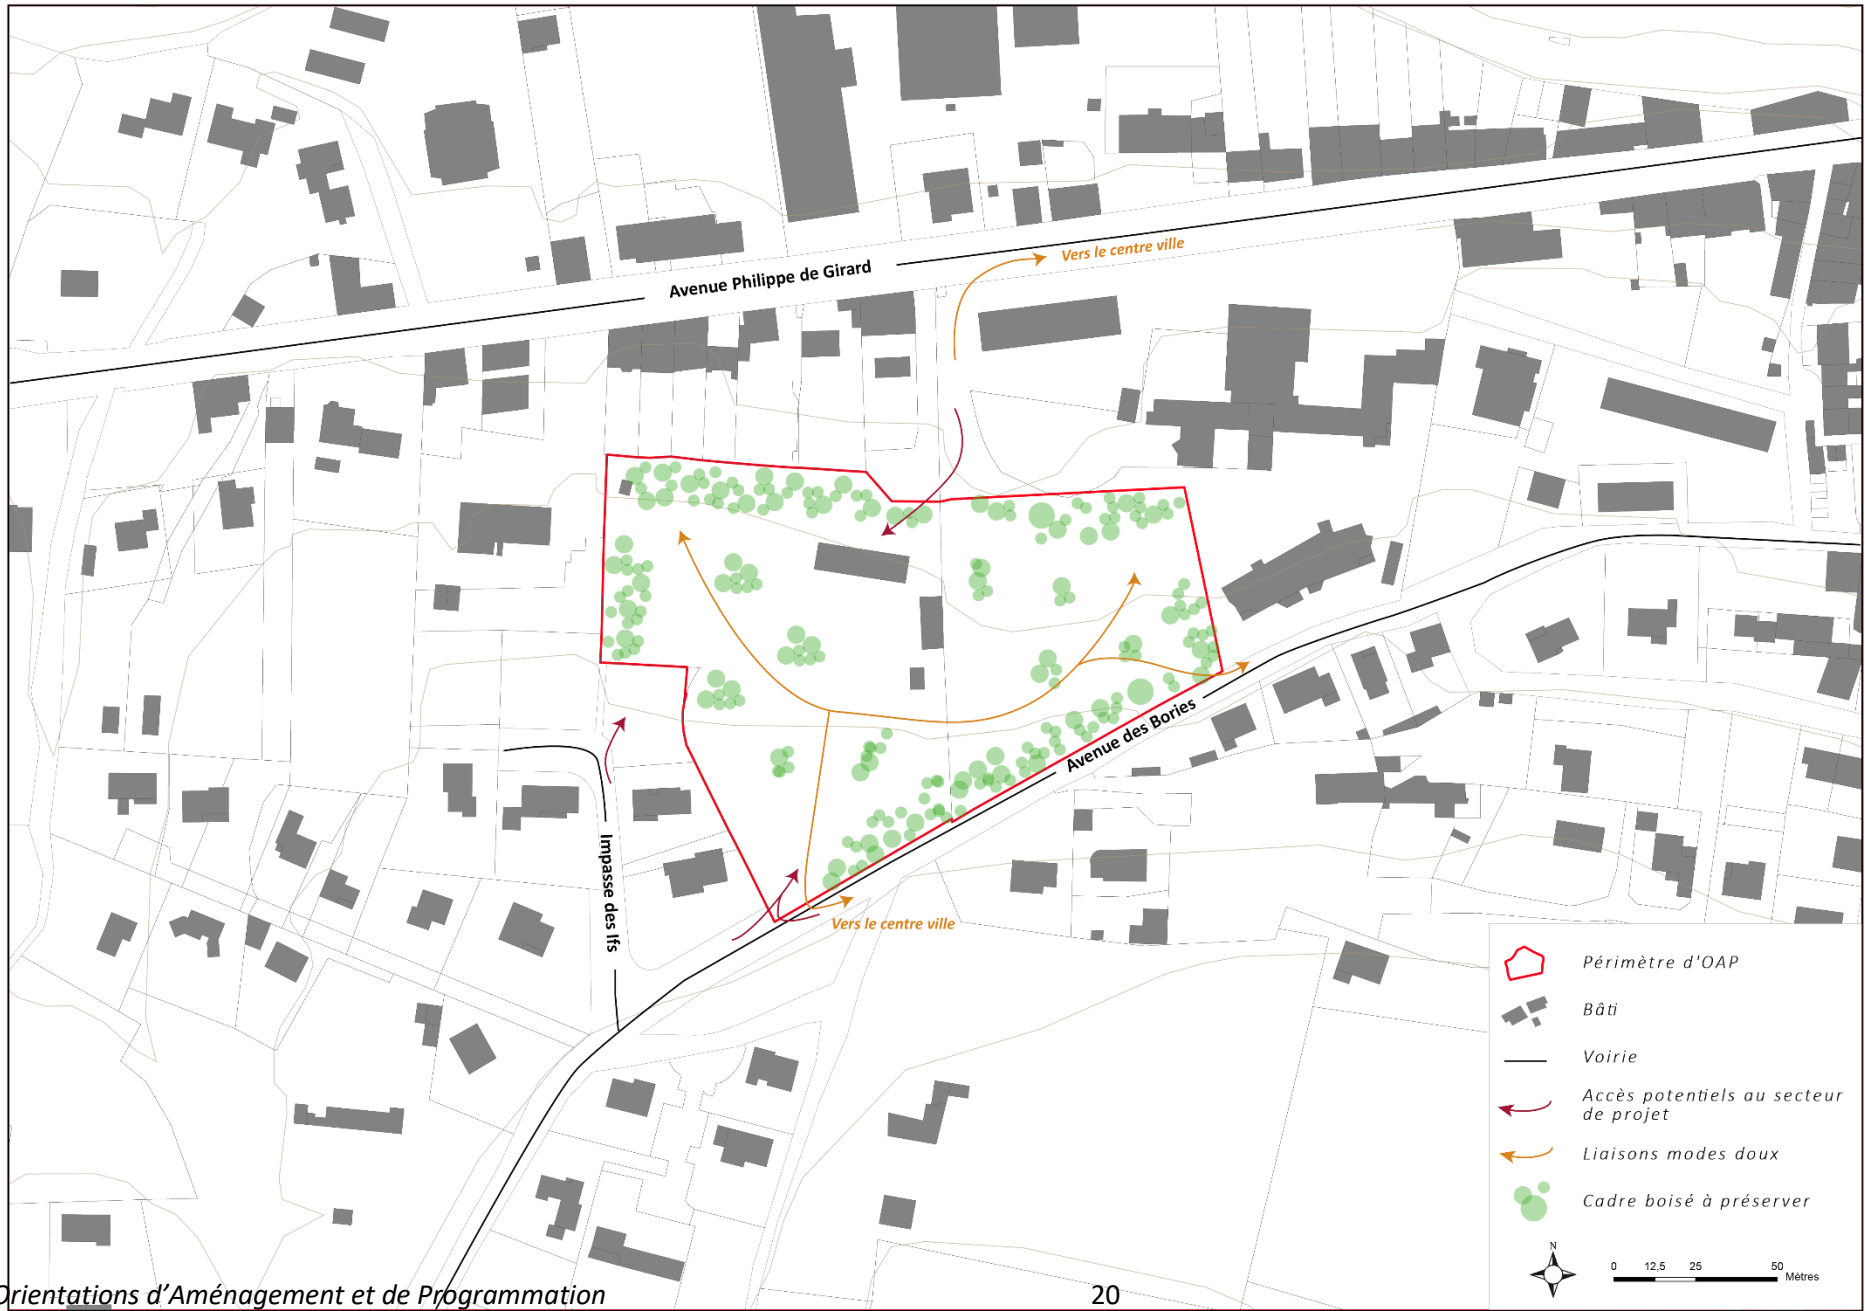 Vers le centre ville
Avenue Philippe de Girard
Avenue des Bories
Impasse des Ifs
Vers le centre ville
Périmètre d'OAP
Bâti
Voirie
Accès potentiels au secteur
de projet
Liaisons modes doux
Cadre boisé à préserver
N
0 12,5 25 50
Mètres
Orientations d'Aménagement et de Programmation 20